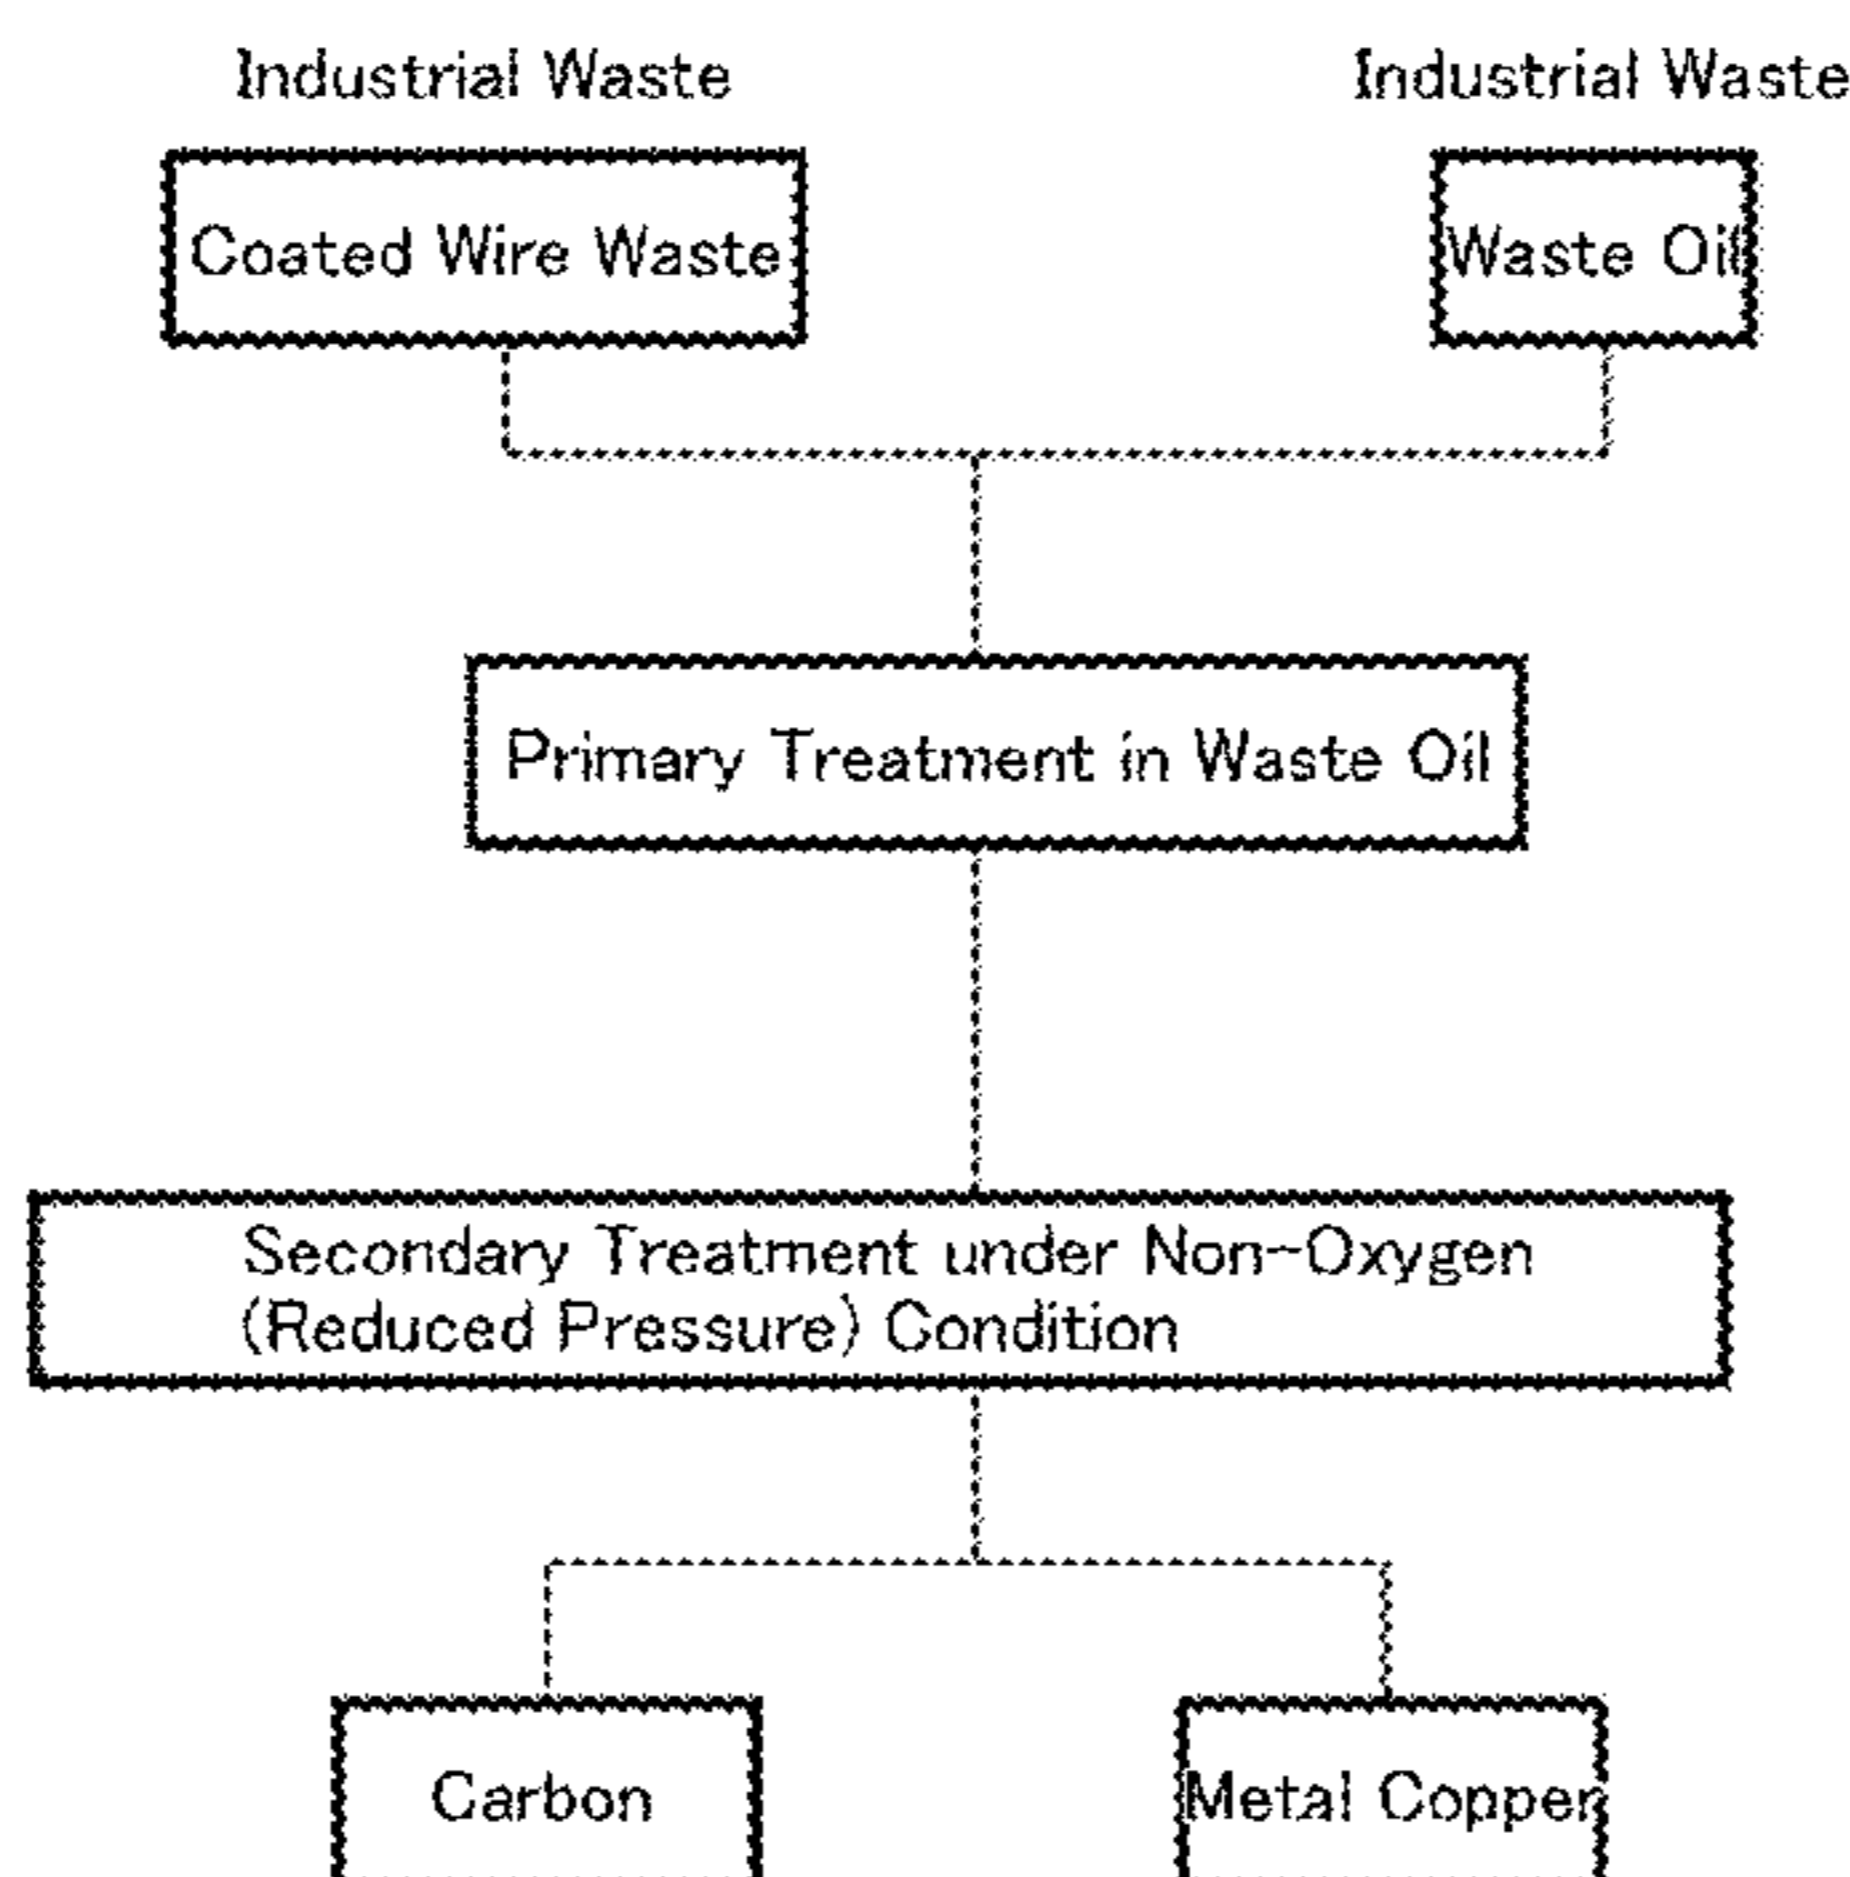 Industrial Waste
Industrial Waste
Coated Wire Waste
Waste Oil
Primary Treatment in Waste Oil
Secondary Treatment under Non-Oxygen
(Reduced Pressure) Condition
Carbon
Metal Copper